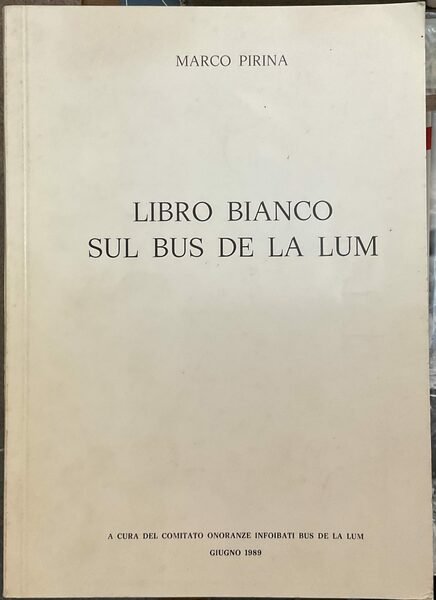 MARCO PIRINA
LIBRO BIANCO
SUL BUS DE LA LUM
A CURA DEL COMITATO ONORANZE INFOIBATI BUS DE LA LUM
GIUGNO 1989